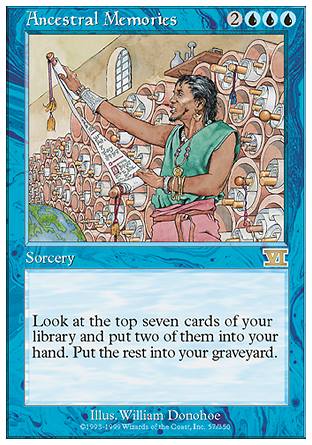 Ancestral Memories 2
Sorcery VI
Look at the top seven cards of your
library and put two of them into your
hand. Put the rest into your graveyard.
Illus. William Donohoe
©1993-1999 Wizards of the Coast, Inc. 57/350